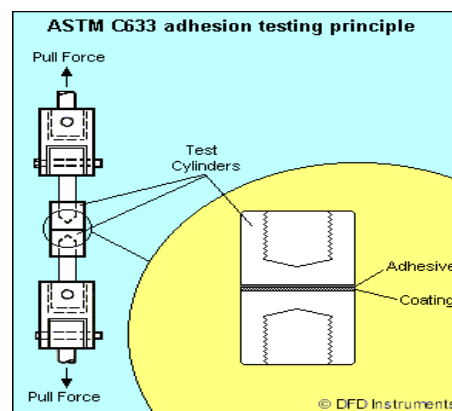 ASTM C633 adhesion testing principle
Pull Force
Test
Cylinders
Adhesive
Coating
Pull Force
© DFD Instruments